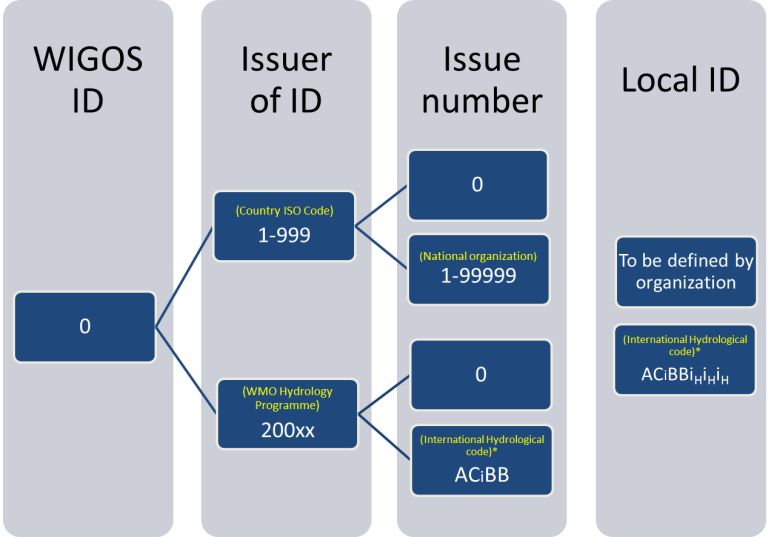 WIGOS
ID
Issuer
of ID
Issue
number
Local ID
0
(Country ISO Code)
1-999
0
(National organization)
1-99999
(WMO Hydrology
Programme)
200xx
0
(International Hydrological
code)*
ACiBB
To be defined by
organization
(International Hydrological
code)*
ACiBBiHiHiH